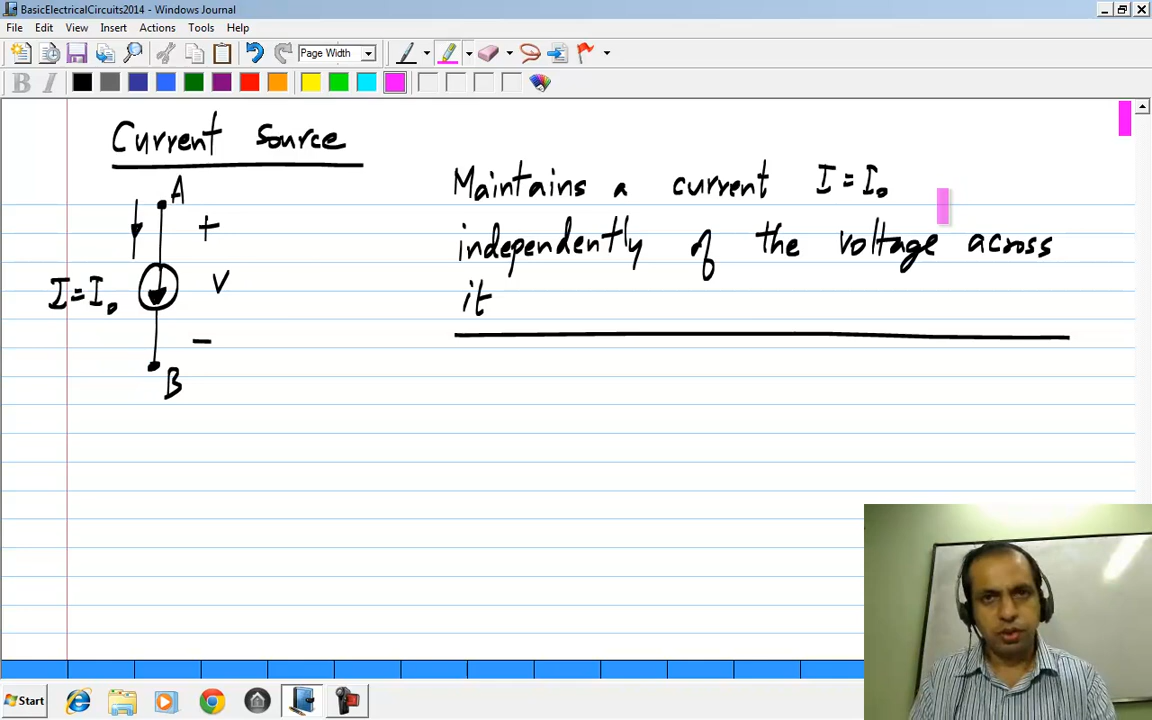 BasicElectricalCircuits2014 - Windows Journal
File Edit View Insert Actions Tools Help
Page Width
B I
Current source
A
+
Maintains a current I = I₀
independently of the voltage across
it
I = I₀
V
−
B
Start